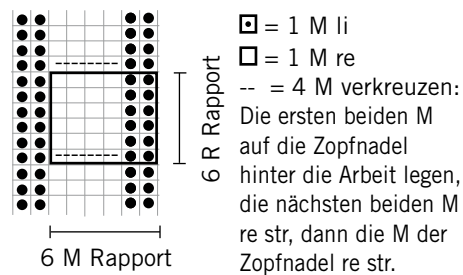 = 1 M li
= 1 M re
-- = 4 M verkreuzen:
Die ersten beiden M
auf die Zopfnadel
hinter die Arbeit legen,
die nächsten beiden M
re str, dann die M der
Zopfnadel re str.
6 R Rapport
6 M Rapport